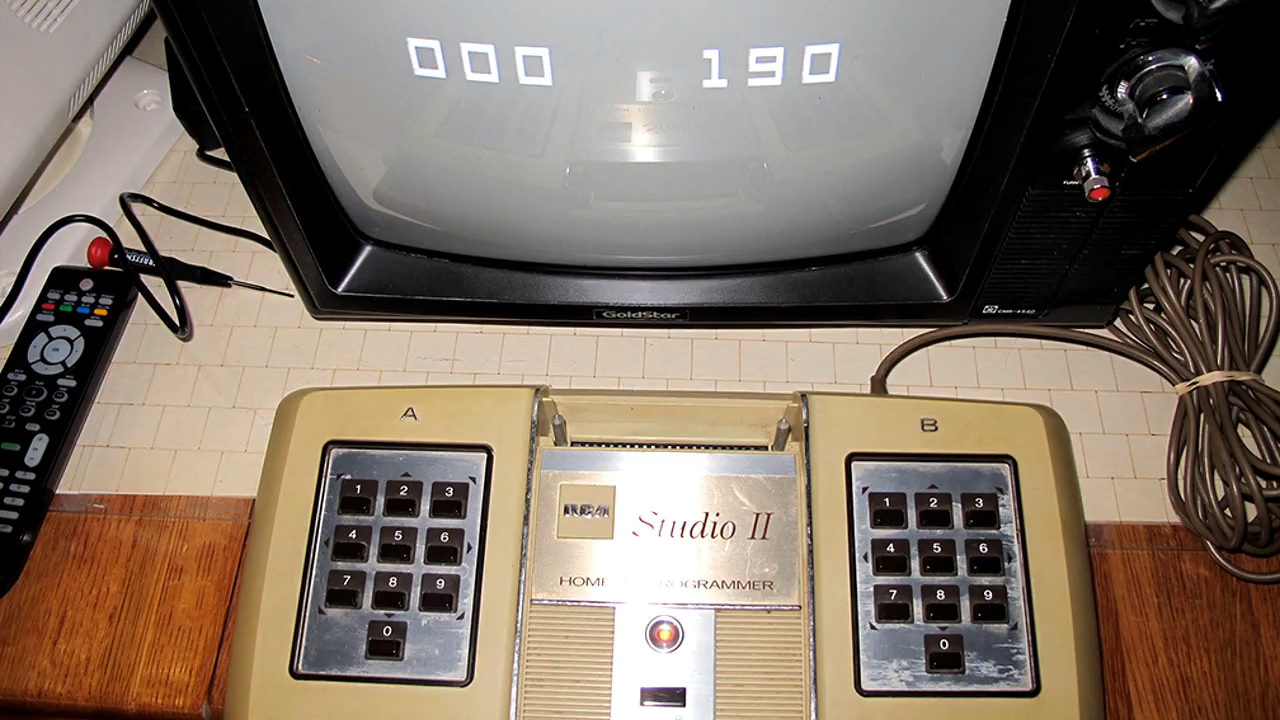 000 190
GoldStar
A
B
1 2 3
4 5 6
7 8 9
0
RCA Studio II
HOME PROGRAMMER
1 2 3
4 5 6
7 8 9
0